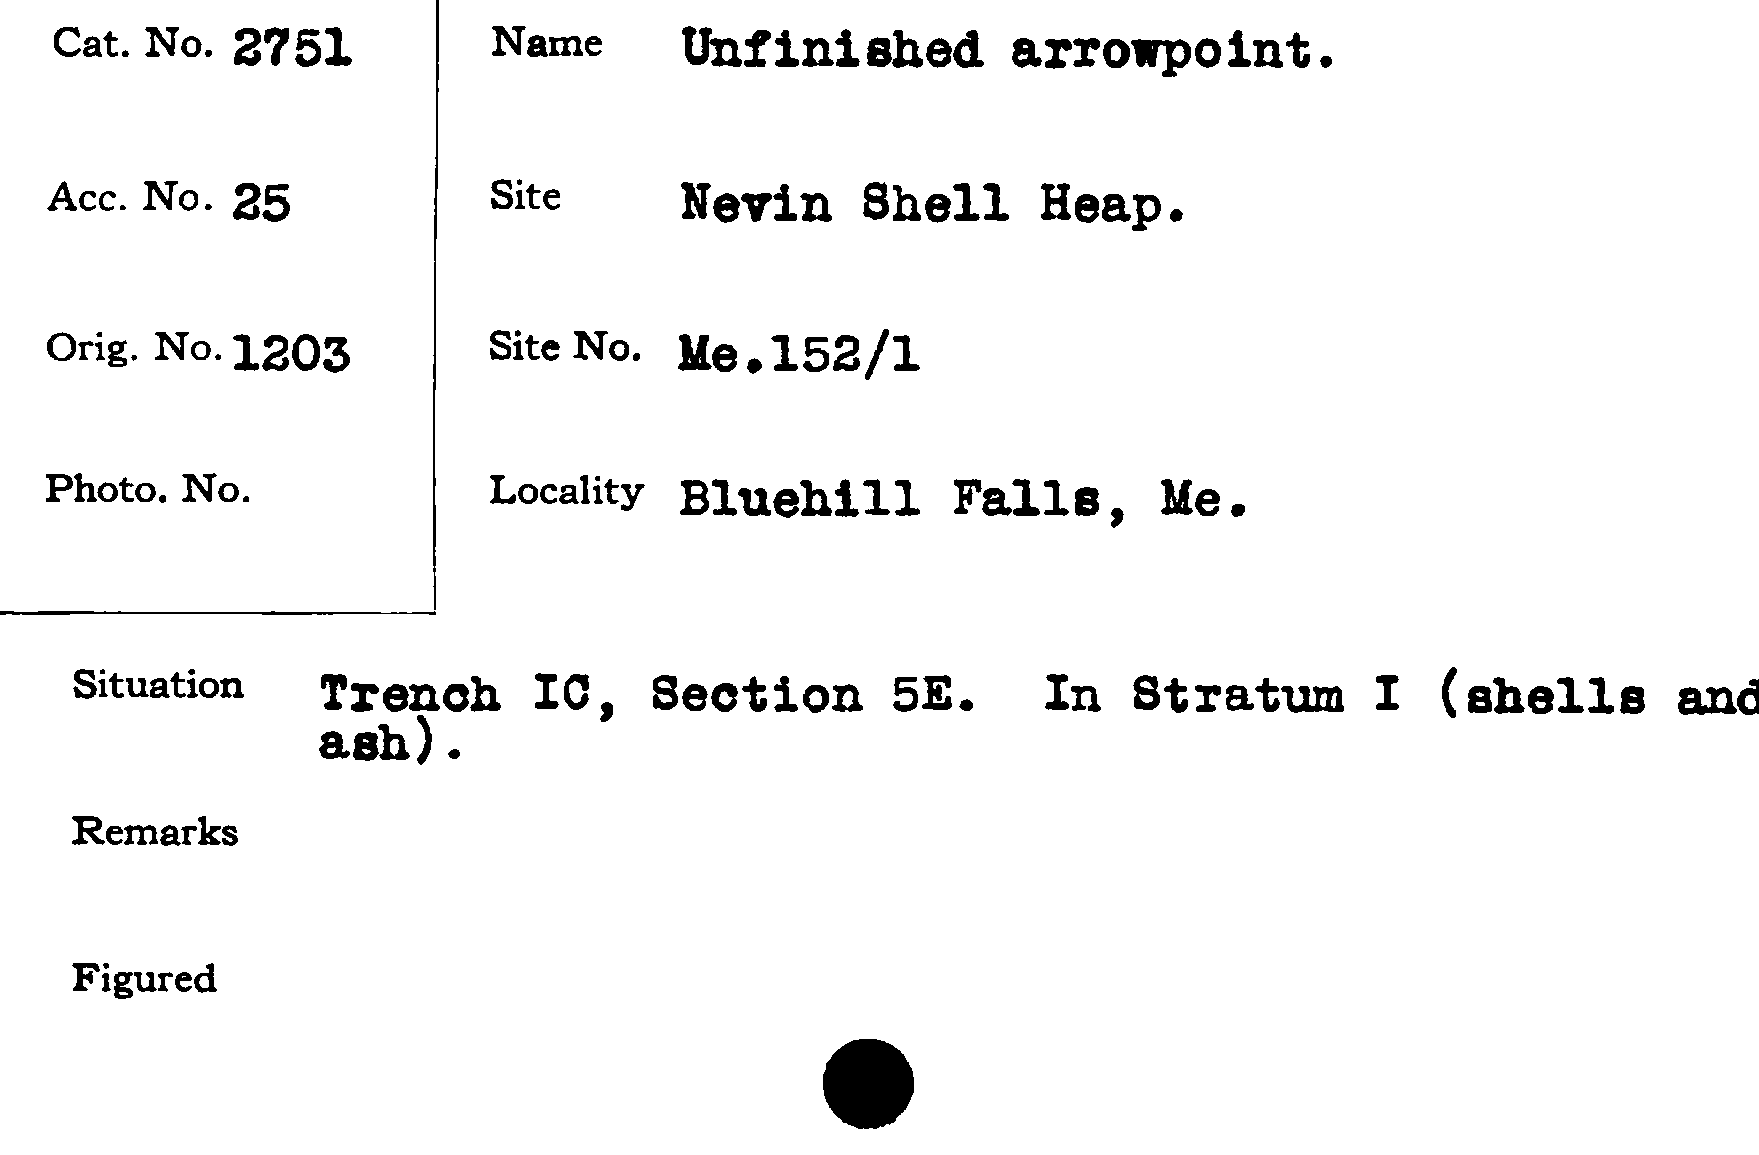 Cat. No. 2751
Name Unfinished arrowpoint.
Acc. No. 25
Site Nevin Shell Heap.
Orig. No. 1203
Site No. Me.152/1
Photo. No.
Locality Bluehill Falls, Me.
Situation Trench IC, Section 5E. In Stratum I (shells and
ash).
Remarks
Figured